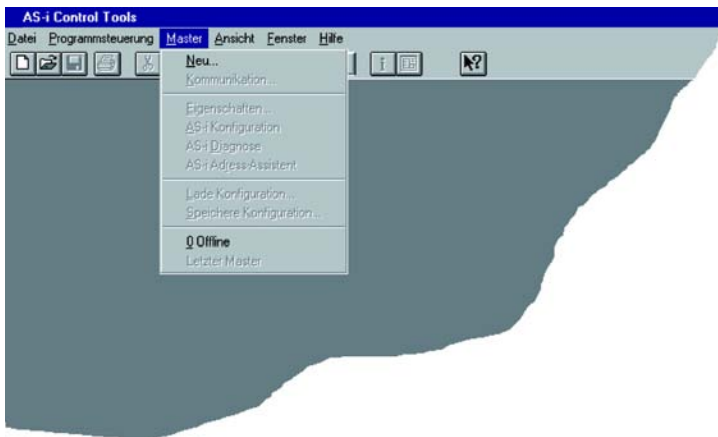 AS-i Control Tools
Datei Programmsteuerung Master Ansicht Fenster Hilfe
Neu...
Kommunikation...
Eigenschaften...
AS-i Konfiguration
AS-i Diagnose
AS-i Adress-Assistent
Lade Konfiguration...
Speichere Konfiguration...
0 Offline
Letzter Master